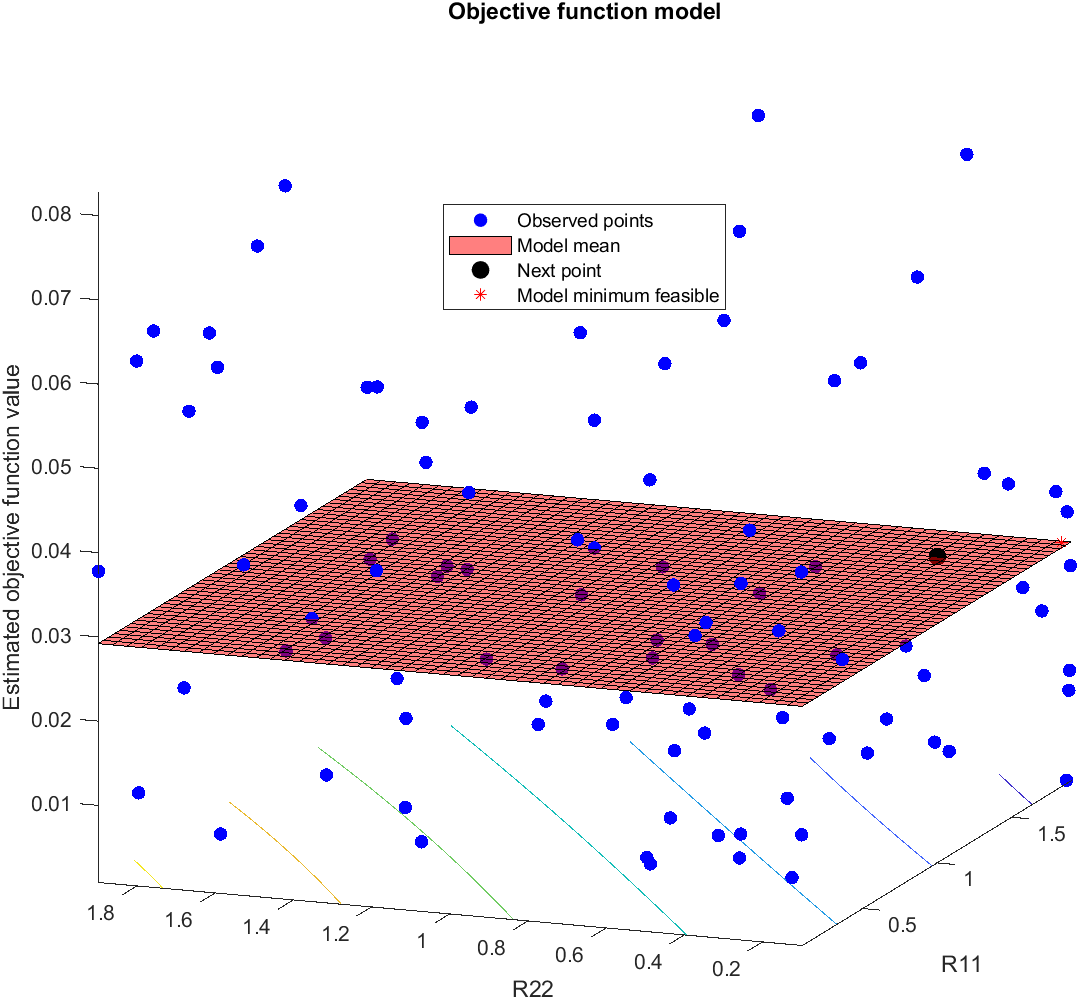 Objective function model
Observed points
Model mean
Next point
Model minimum feasible
Estimated objective function value
0.08
0.07
0.06
0.05
0.04
0.03
0.02
0.01
1.8
1.6
1.4
1.2
1
0.8
0.6
0.4
0.2
R22
0.5
1
1.5
R11